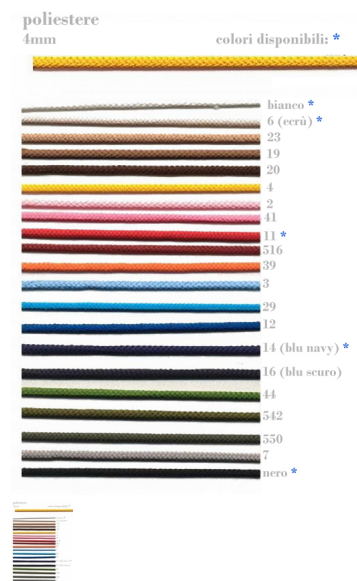 poliestere
4mm colori disponibili: *
bianco *
6 (ecrù) *
23
19
20
4
2
41
11 *
516
39
3
29
12
14 (blu navy) *
16 (blu scuro)
44
542
550
7
nero *